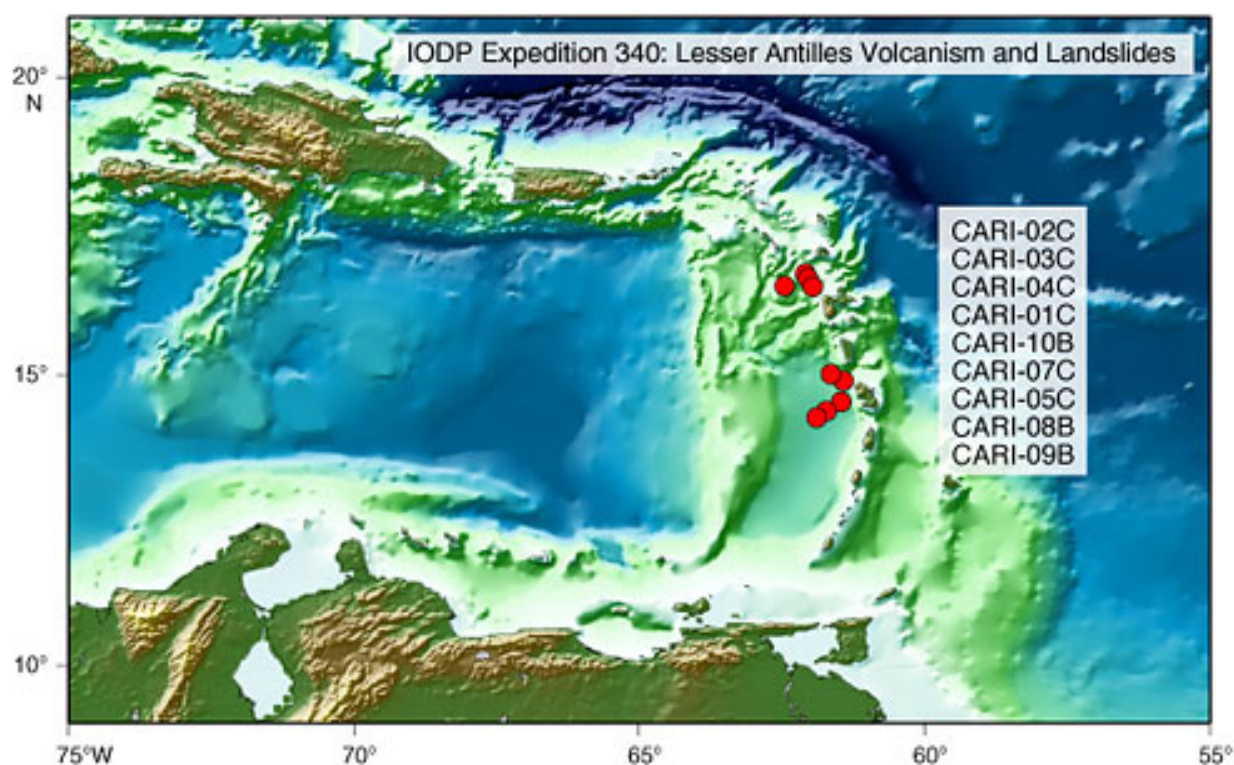 IODP Expedition 340: Lesser Antilles Volcanism and Landslides
20°
N
CARI-02C
CARI-03C
CARI-04C
CARI-01C
CARI-10B
CARI-07C
CARI-05C
CARI-08B
CARI-09B
15°
10°
75°W
70°
65°
60°
55°